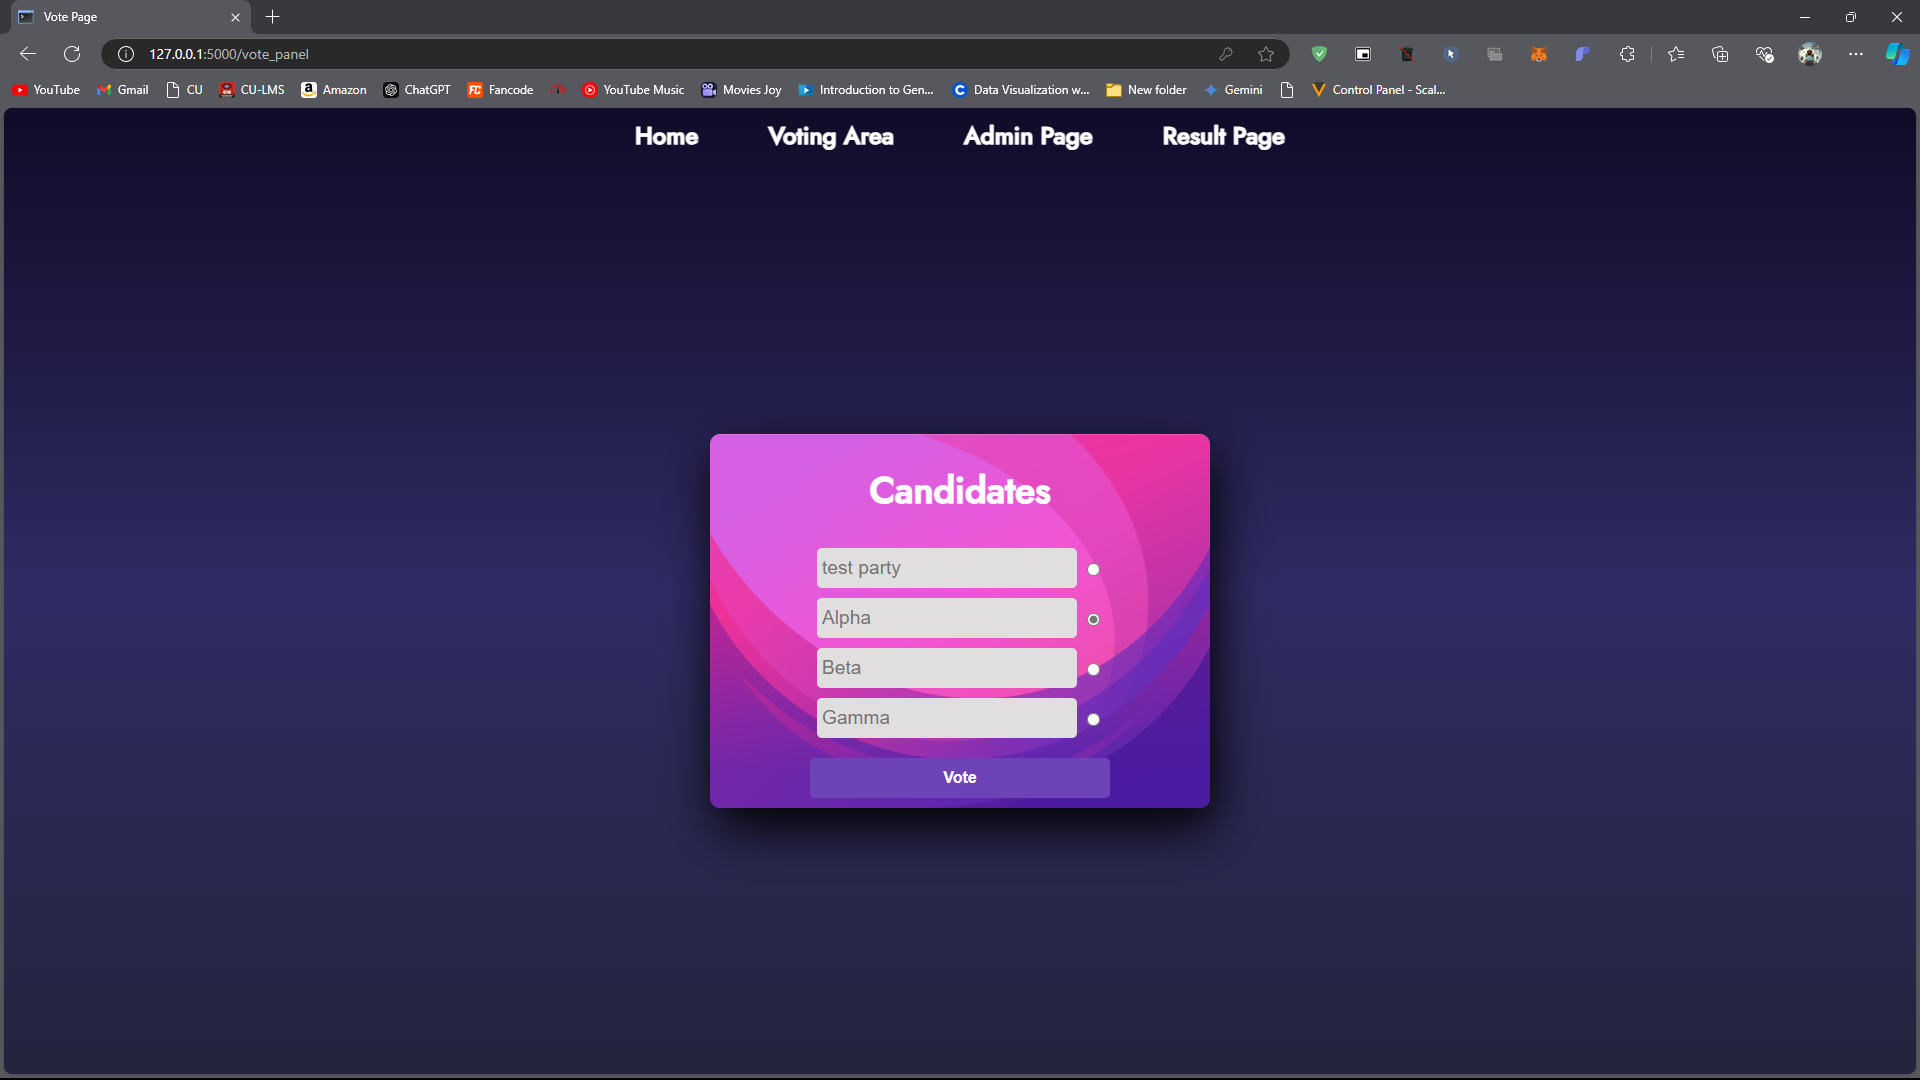 Vote Page
127.0.0.1:5000/vote_panel
YouTube Gmail CU CU-LMS Amazon ChatGPT Fancode YouTube Music Movies Joy Introduction to Gen... Data Visualization w... New folder Gemini Control Panel - Scal...
Home Voting Area Admin Page Result Page
Candidates
test party
Alpha
Beta
Gamma
Vote